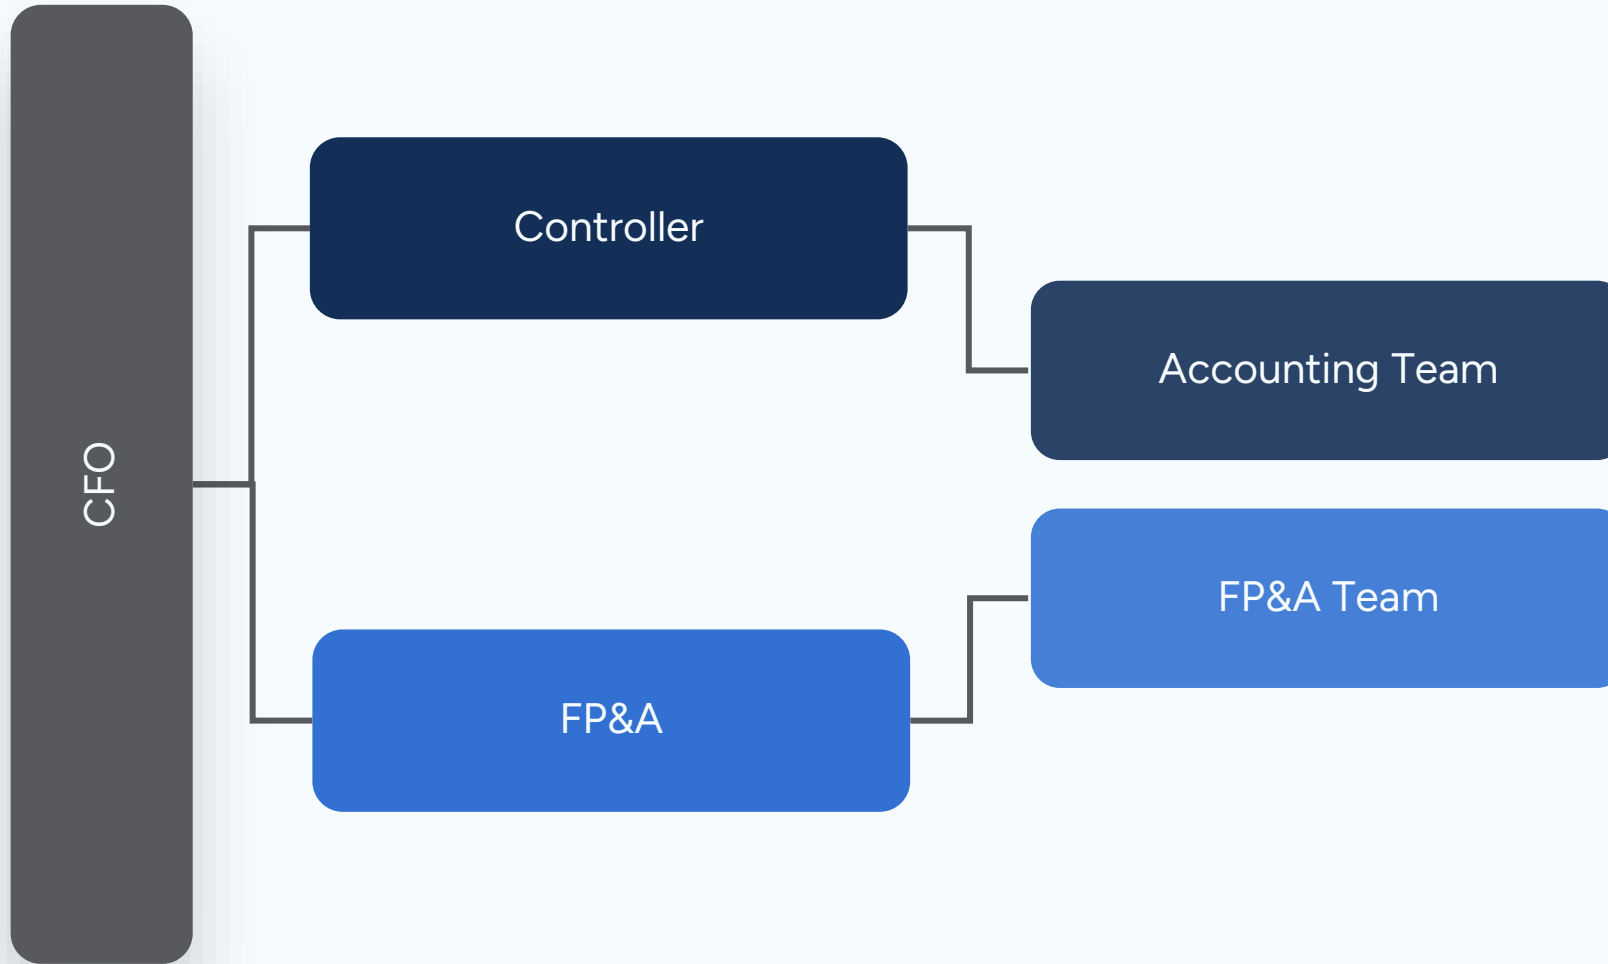 CFO
Controller
Accounting Team
FP&A Team
FP&A